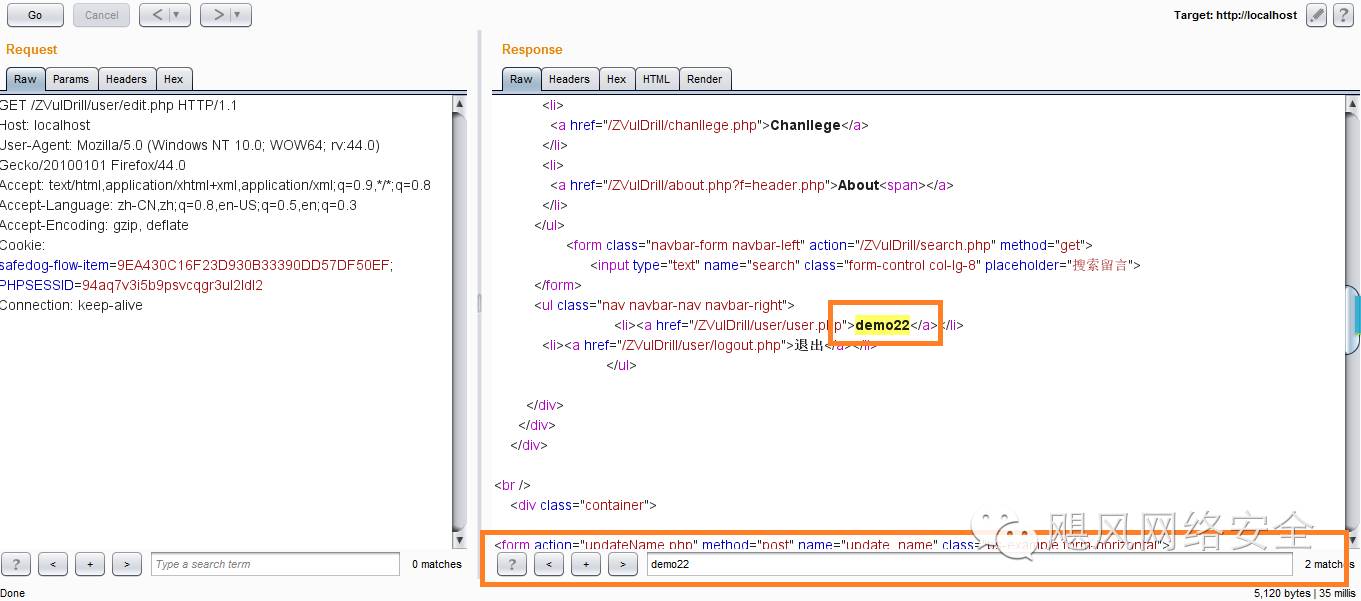 Go
Cancel
<
>
Target: http://localhost
?
Request
Response
Raw
Params
Headers
Hex
GET /ZVulDrill/user/edit.php HTTP/1.1
Host: localhost
User-Agent: Mozilla/5.0 (Windows NT 10.0; WOW64; rv:44.0)
Gecko/20100101 Firefox/44.0
Accept: text/html,application/xhtml+xml,application/xml;q=0.9,*/*;q=0.8
Accept-Language: zh-CN,zh;q=0.8,en-US;q=0.5,en;q=0.3
Accept-Encoding: gzip, deflate
Cookie:
safedog-flow-item=9EA430C16F23D930B33390DD57DF50EF;
PHPSESSID=94aq7v3i5b9psvcqgr3ul2ldl2
Connection: keep-alive
?
<
+
>
Type a search term
0 matches
Raw
Headers
Hex
HTML
Render
<li>
<a href="/ZVulDrill/chanllege.php">Chanllege</a>
</li>
<li>
<a href="/ZVulDrill/about.php?f=header.php">About<span></a>
</li>
</ul>
<form class="navbar-form navbar-left" action="/ZVulDrill/search.php" method="get">
<input type="text" name="search" class="form-control col-lg-8" placeholder="搜索留言">
</form>
<ul class="nav navbar-nav navbar-right">
<li><a href="/ZVulDrill/user/user.php">demo22</a></li>
<li><a href="/ZVulDrill/user/logout.php">退出</a></li>
</ul>
</div>
</div>
</div>
<br />
<div class="container">
<form action="updateName.php" method="post" name="update_name" class="bs-example form-horizontal">
飓风网络安全
?
<
+
>
demo22
2 matches
Done
5,120 bytes | 35 millis